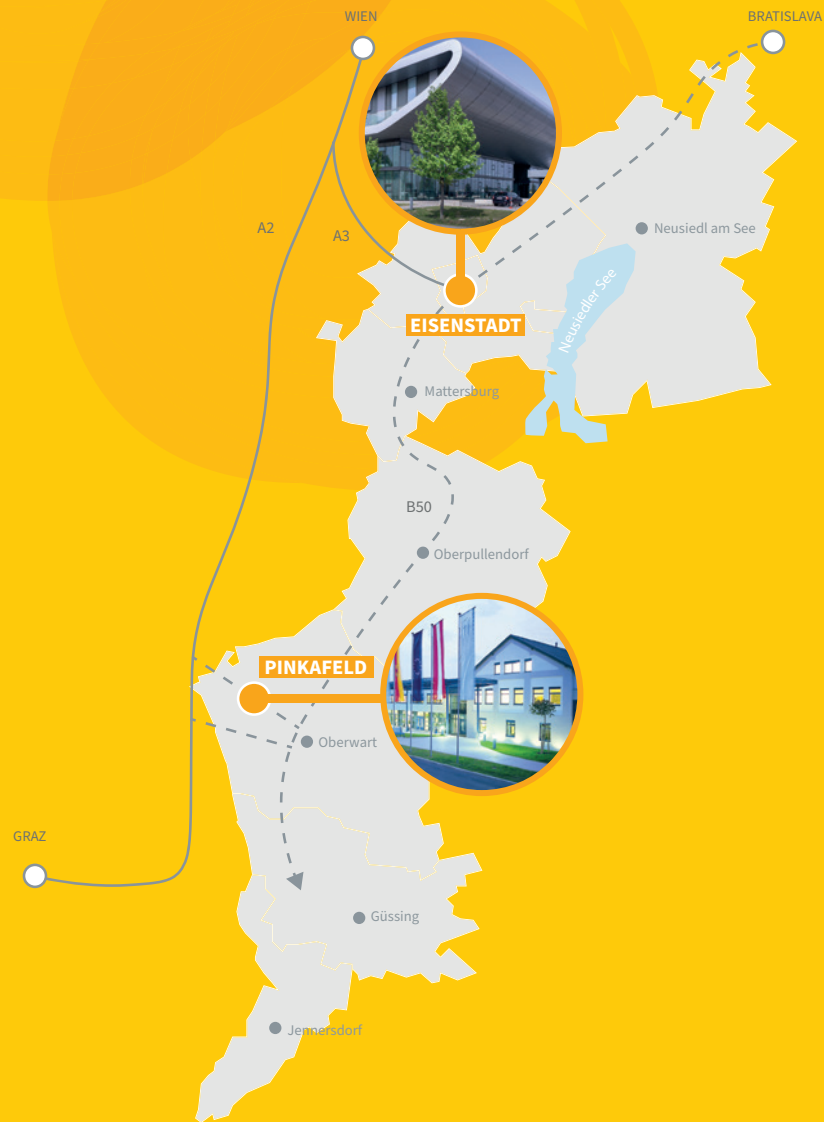 WIEN
BRATISLAVA
A2
A3
Neusiedl am See
Neusiedler See
EISENSTADT
Mattersburg
B50
Oberpullendorf
PINKAFELD
Oberwart
GRAZ
Güssing
Jennersdorf